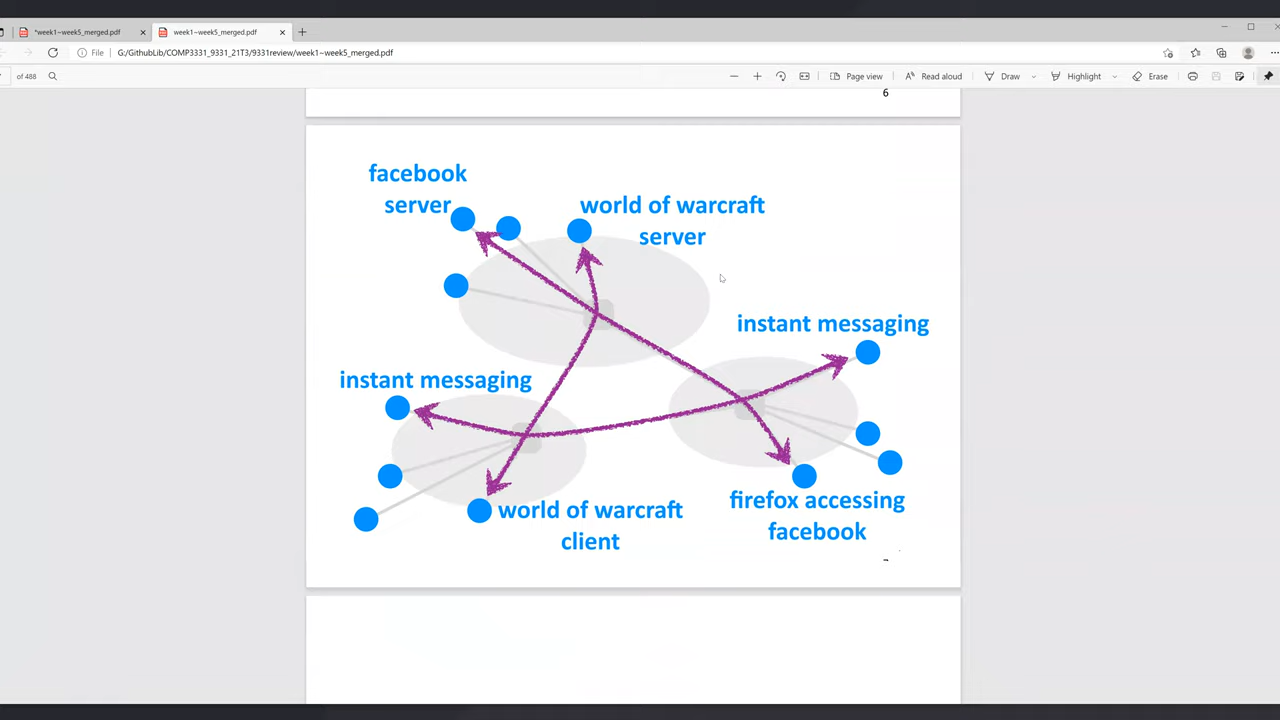 *week1~week5_merged.pdf
week1~week5_merged.pdf
File
G:/GithubLib/COMP3331_9331_21T3/9331review/week1~week5_merged.pdf
of 488
Page view
Read aloud
Draw
Highlight
Erase
6
facebook
server
world of warcraft
server
instant messaging
instant messaging
world of warcraft
client
firefox accessing
facebook